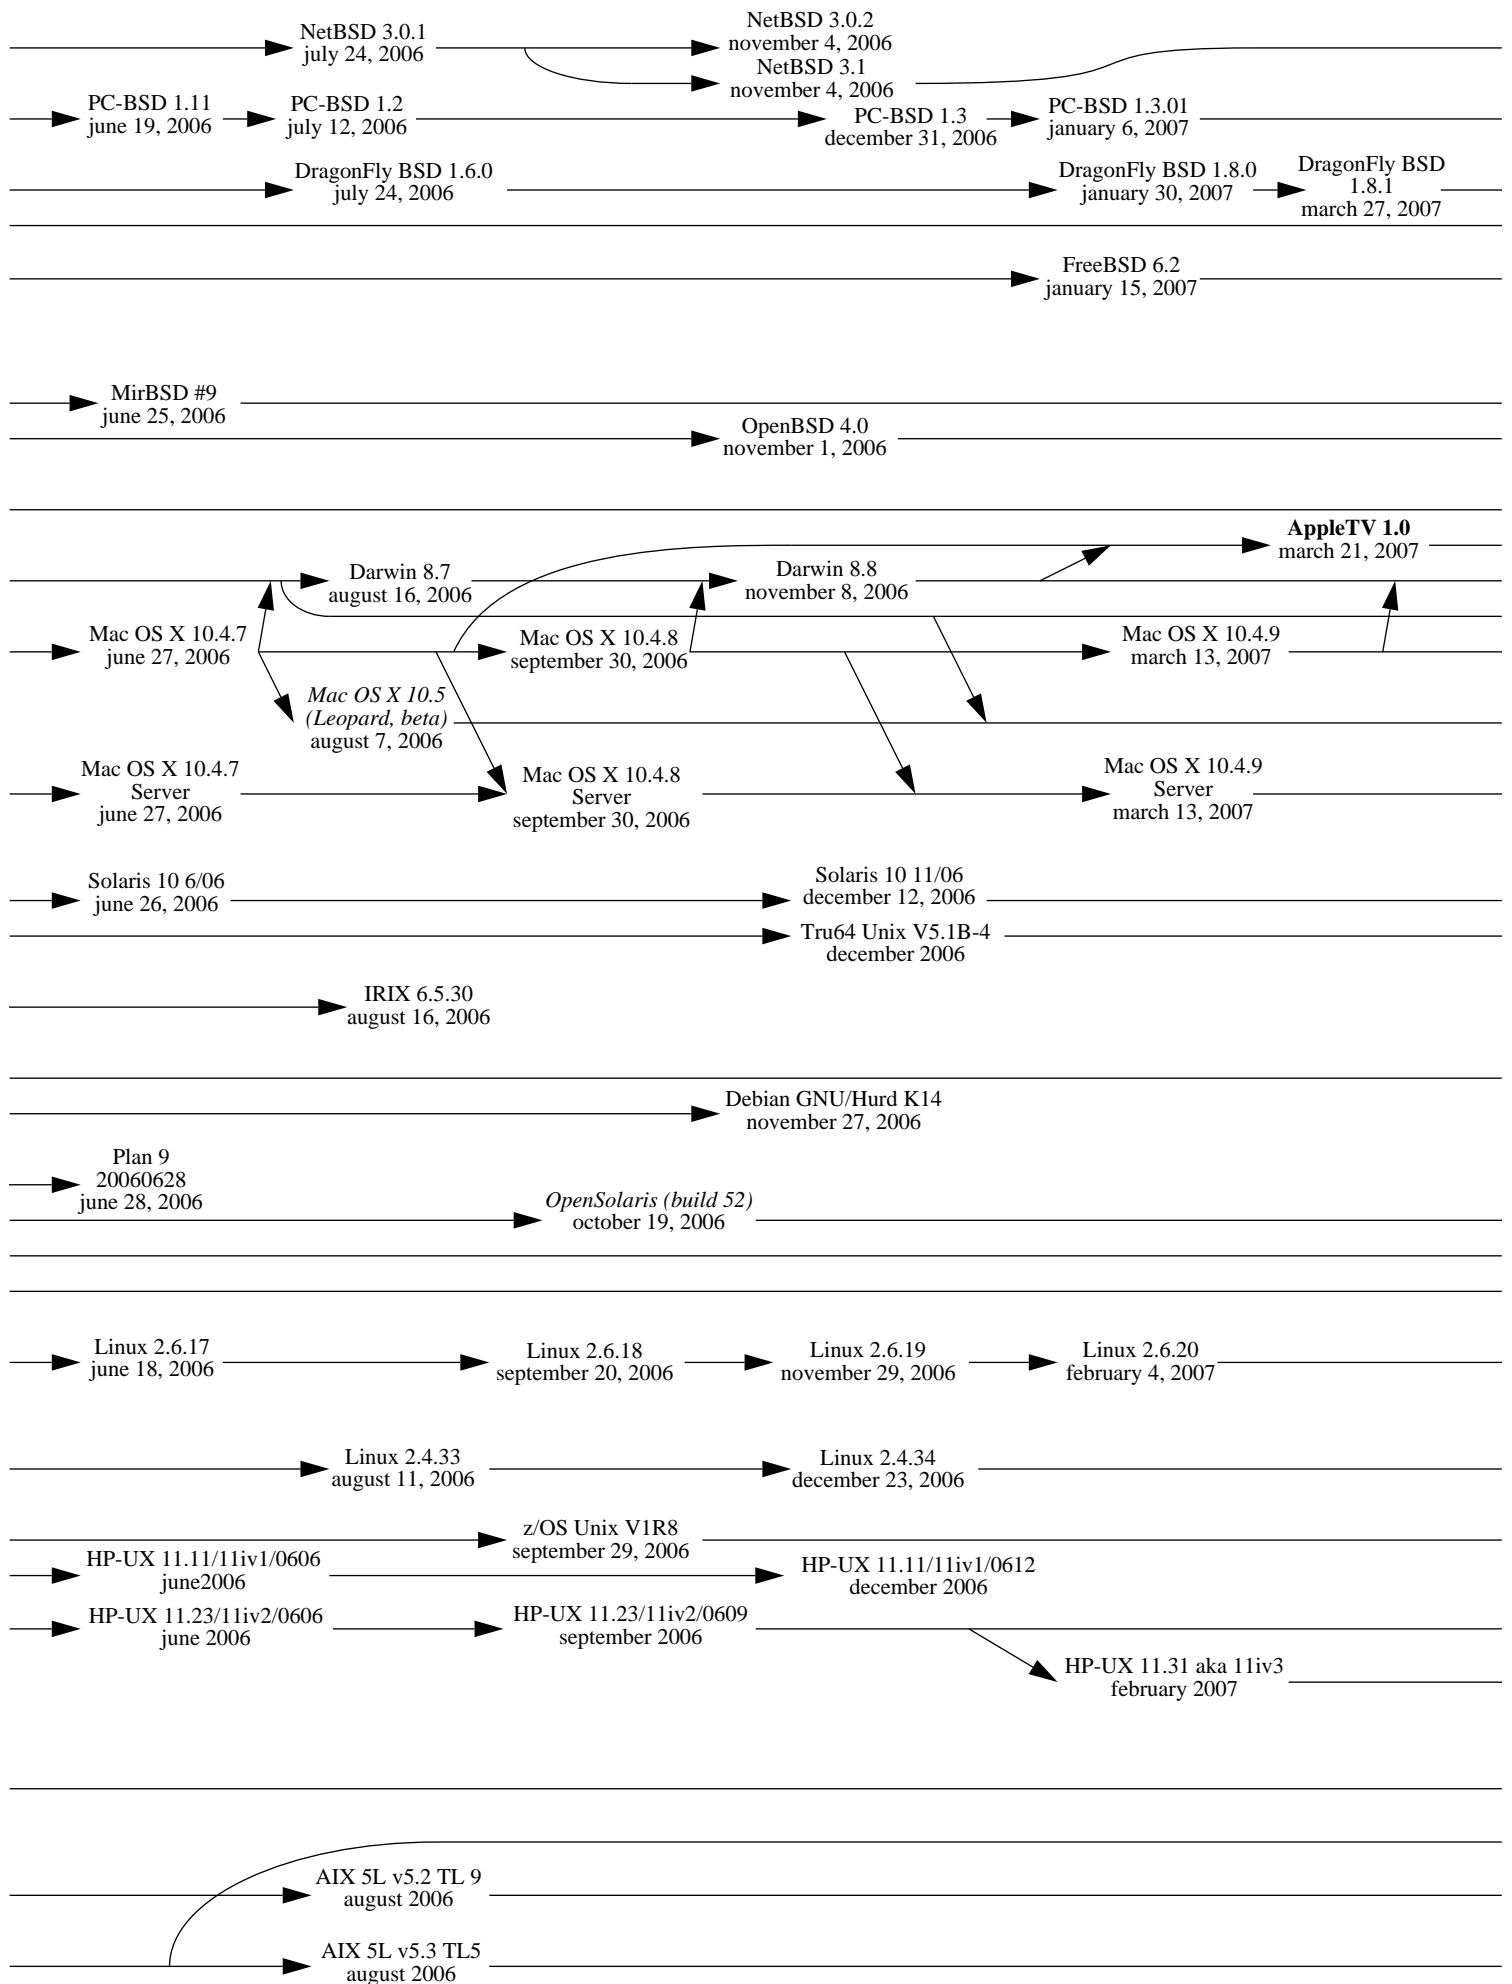 NetBSD 3.0.1
july 24, 2006
NetBSD 3.0.2
november 4, 2006
NetBSD 3.1
november 4, 2006
PC-BSD 1.11
june 19, 2006
PC-BSD 1.2
july 12, 2006
PC-BSD 1.3
december 31, 2006
PC-BSD 1.3.01
january 6, 2007
DragonFly BSD 1.6.0
july 24, 2006
DragonFly BSD 1.8.0
january 30, 2007
DragonFly BSD
1.8.1
march 27, 2007
FreeBSD 6.2
january 15, 2007
MirBSD #9
june 25, 2006
OpenBSD 4.0
november 1, 2006
AppleTV 1.0
march 21, 2007
Darwin 8.7
august 16, 2006
Darwin 8.8
november 8, 2006
Mac OS X 10.4.7
june 27, 2006
Mac OS X 10.4.8
september 30, 2006
Mac OS X 10.4.9
march 13, 2007
Mac OS X 10.5
(Leopard, beta)
august 7, 2006
Mac OS X 10.4.7
Server
june 27, 2006
Mac OS X 10.4.8
Server
september 30, 2006
Mac OS X 10.4.9
Server
march 13, 2007
Solaris 10 6/06
june 26, 2006
Solaris 10 11/06
december 12, 2006
Tru64 Unix V5.1B-4
december 2006
IRIX 6.5.30
august 16, 2006
Debian GNU/Hurd K14
november 27, 2006
Plan 9
20060628
june 28, 2006
OpenSolaris (build 52)
october 19, 2006
Linux 2.6.17
june 18, 2006
Linux 2.6.18
september 20, 2006
Linux 2.6.19
november 29, 2006
Linux 2.6.20
february 4, 2007
Linux 2.4.33
august 11, 2006
Linux 2.4.34
december 23, 2006
z/OS Unix V1R8
september 29, 2006
HP-UX 11.11/11iv1/0606
june2006
HP-UX 11.11/11iv1/0612
december 2006
HP-UX 11.23/11iv2/0606
june 2006
HP-UX 11.23/11iv2/0609
september 2006
HP-UX 11.31 aka 11iv3
february 2007
AIX 5L v5.2 TL 9
august 2006
AIX 5L v5.3 TL5
august 2006